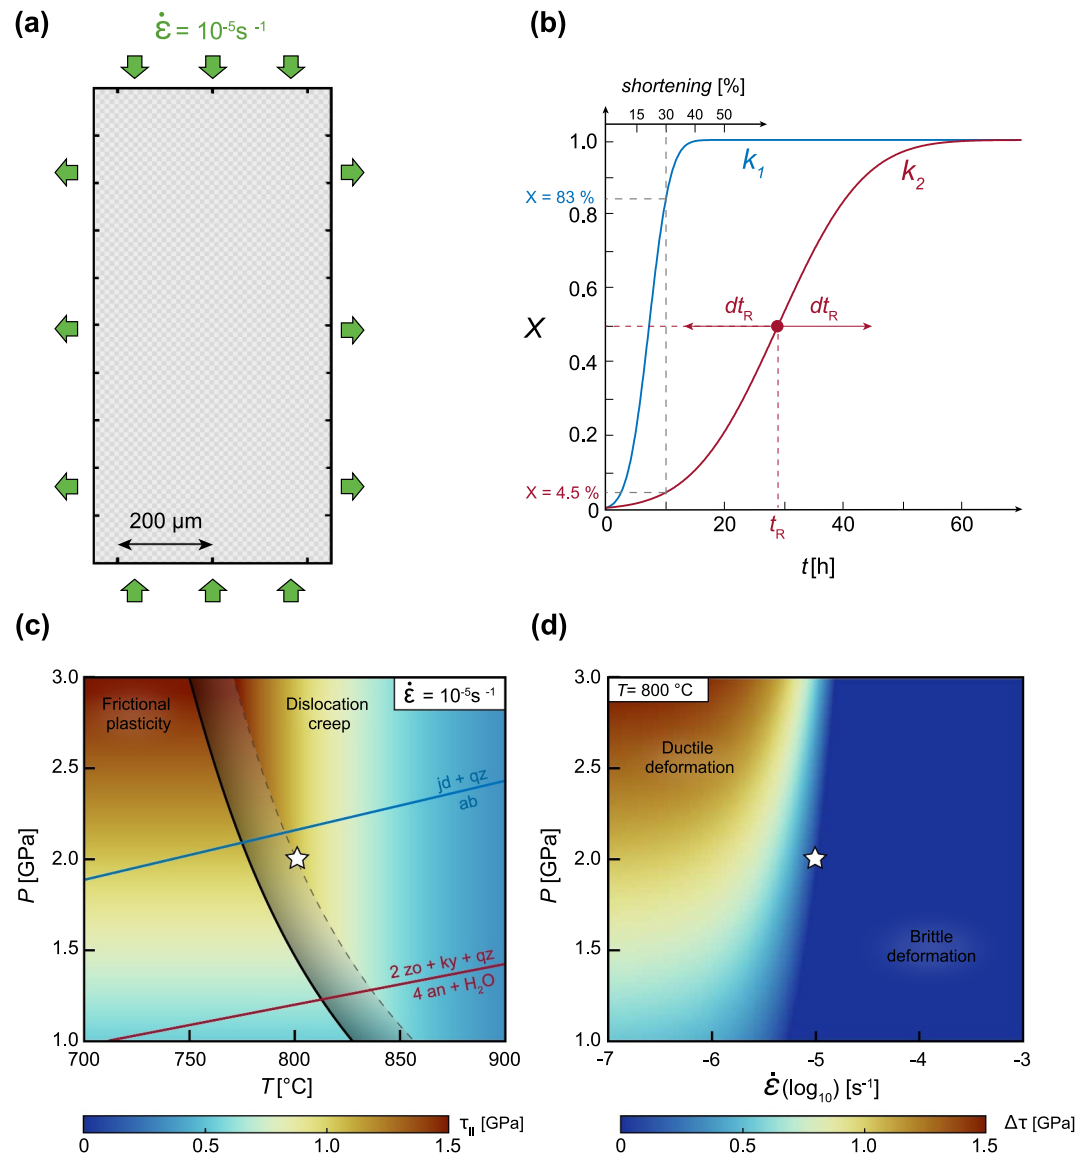 (a)
ε̇ = 10⁻⁵s⁻¹
200 µm
(b)
shortening [%]
15 30 40 50
1.0
k₁
k₂
X = 83 %
0.8
0.6
dt_R dt_R
X
0.4
0.2
X = 4.5 %
0
0 20 t_R 40 60
t [h]
(c)
3.0
Frictional
plasticity
Dislocation
creep
ε̇ = 10⁻⁵s⁻¹
2.5
jd + qz
ab
P [GPa]
2.0
1.5
2 zo + ky + qz
4 an + H₂O
1.0
700 750 800 850 900
T [°C]
0 0.5 1.0 1.5
τ_II [GPa]
(d)
3.0
T= 800 °C
Ductile
deformation
2.5
P [GPa]
2.0
1.5
Brittle
deformation
1.0
-7 -6 -5 -4 -3
ε̇ (log₁₀) [s⁻¹]
0 0.5 1.0 1.5
Δτ [GPa]